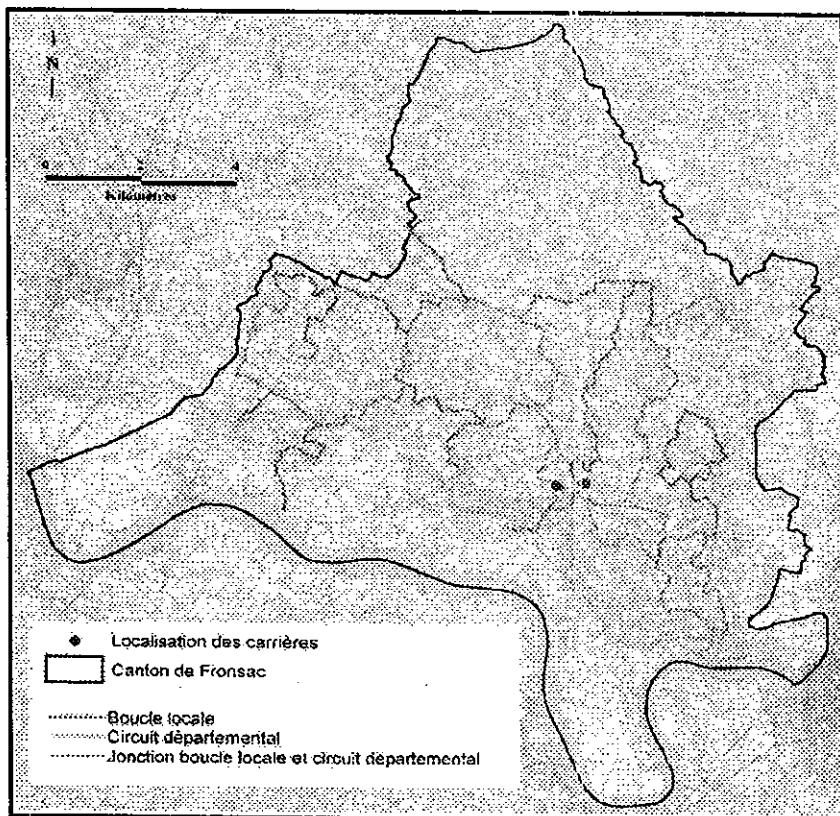 N
0 2 4
Kilomètres
Localisation des carrières
Canton de Fronsac
Boucle locale
Circuit départemental
Jonction boucle locale et circuit départemental